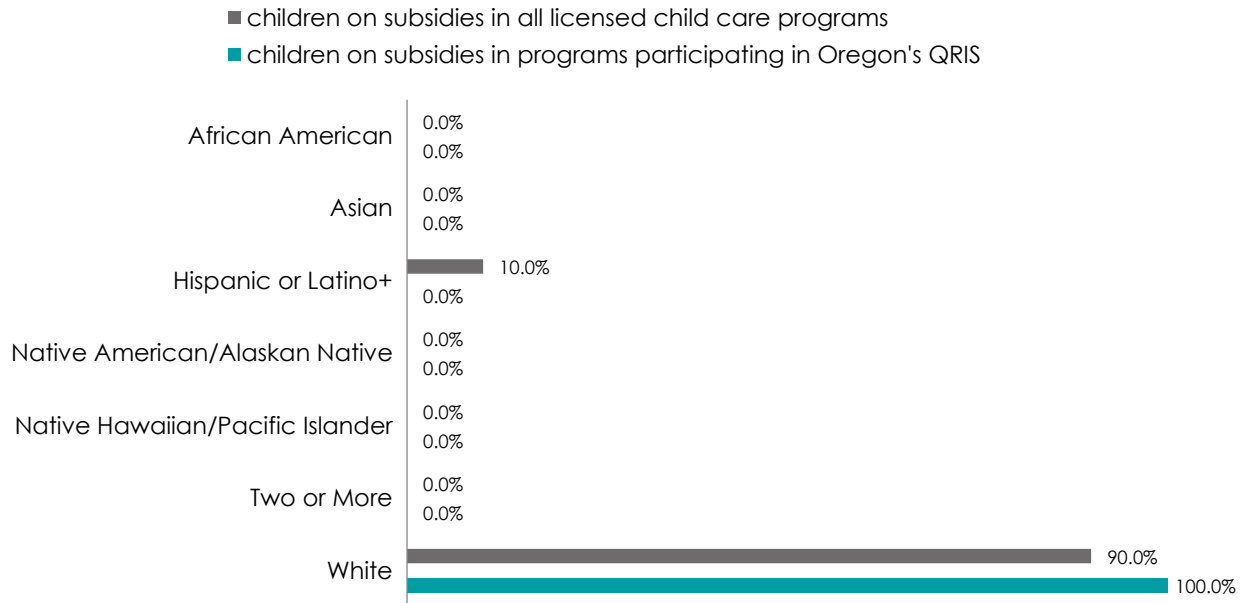 children on subsidies in all licensed child care programs
children on subsidies in programs participating in Oregon's QRIS
African American
0.0%
0.0%
Asian
0.0%
0.0%
Hispanic or Latino+
10.0%
0.0%
Native American/Alaskan Native
0.0%
0.0%
Native Hawaiian/Pacific Islander
0.0%
0.0%
Two or More
0.0%
0.0%
White
90.0%
100.0%